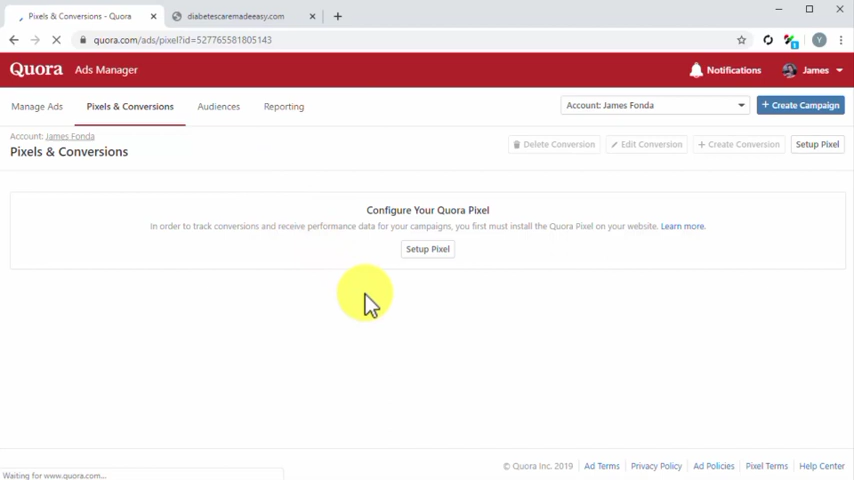 Pixels & Conversions - Quora
diabetescaremadeeasy.com
quora.com/ads/pixel?id=527765581805143
Y
Quora Ads Manager
Notifications
James
Manage Ads
Pixels & Conversions
Audiences
Reporting
Account: James Fonda
+ Create Campaign
Account: James Fonda
Pixels & Conversions
Delete Conversion
Edit Conversion
+ Create Conversion
Setup Pixel
Configure Your Quora Pixel
In order to track conversions and receive performance data for your campaigns, you first must install the Quora Pixel on your website. Learn more.
Setup Pixel
© Quora Inc. 2019
Ad Terms
Privacy Policy
Ad Policies
Pixel Terms
Help Center
Waiting for www.quora.com...